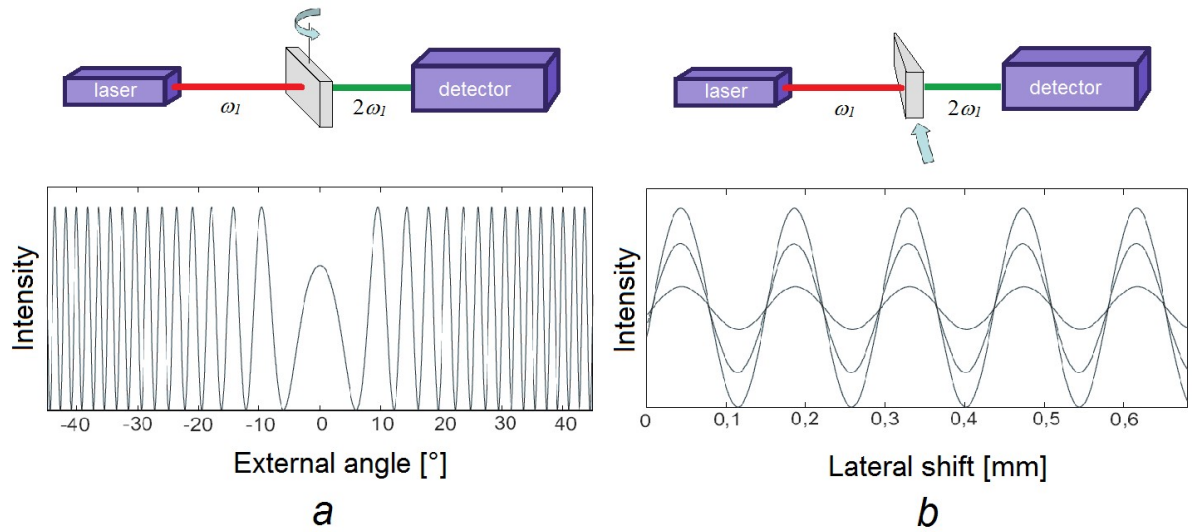 laser
ω1
2ω1
detector
Intensity
-40 -30 -20 -10 0 10 20 30 40
External angle [°]
a
laser
ω1
2ω1
detector
Intensity
0 0,1 0,2 0,3 0,4 0,5 0,6
Lateral shift [mm]
b